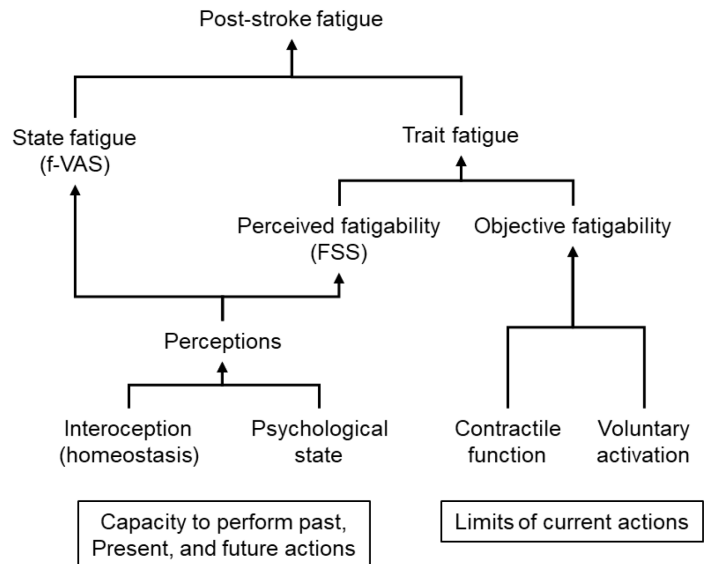 Post-stroke fatigue
State fatigue
(f-VAS)
Trait fatigue
Perceived fatigability
(FSS)
Objective fatigability
Perceptions
Interoception
(homeostasis)
Psychological
state
Contractile
function
Voluntary
activation
Capacity to perform past,
Present, and future actions
Limits of current actions